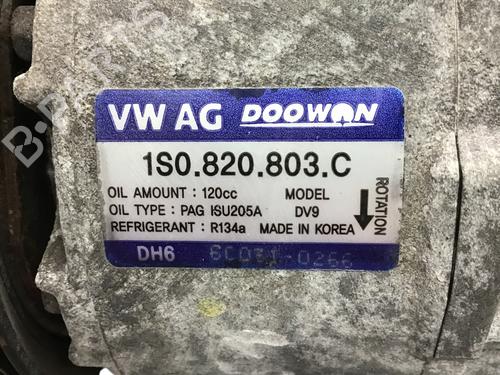 VW AG DOOWON
1S0.820.803.C
OIL AMOUNT : 120cc MODEL
OIL TYPE : PAG ISU205A DV9
REFRIGERANT : R134a MADE IN KOREA
ROTATION
DH6
B-PARTS